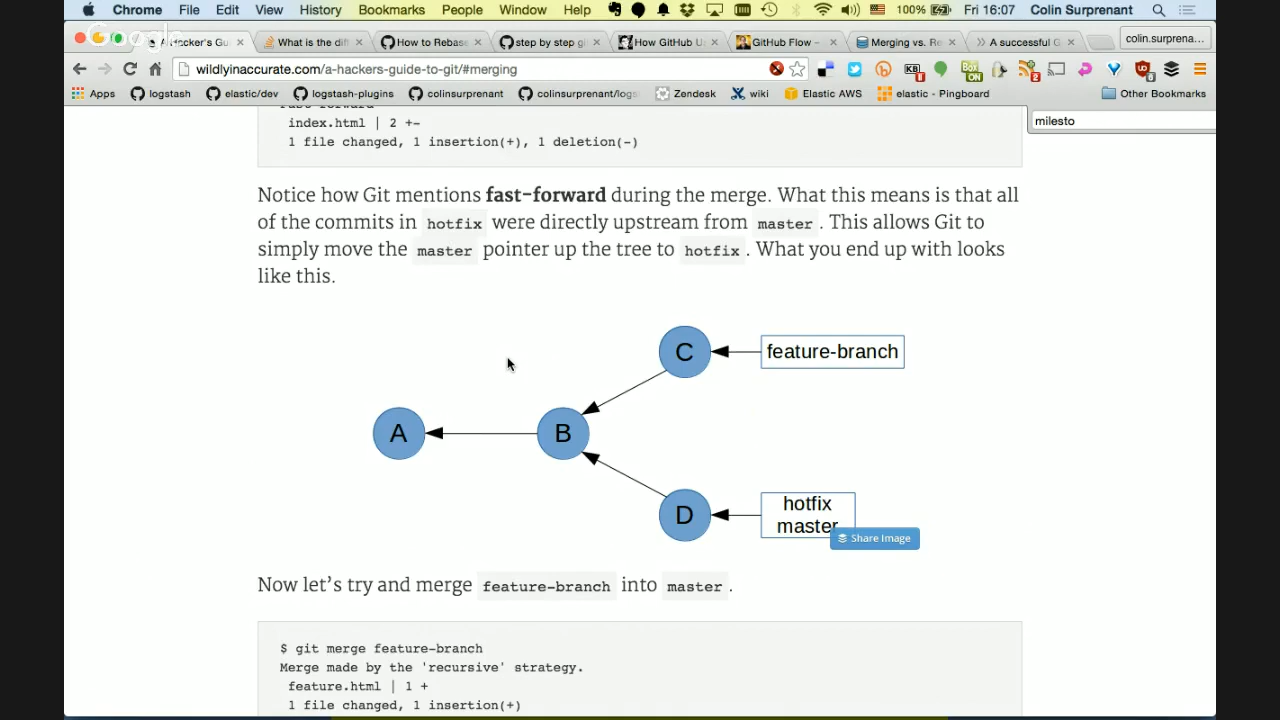 Chrome File Edit View History Bookmarks People Window Help 100% Fri 16:07 Colin Surprenant
Google
A Hacker's Gu
What is the dif
How to Rebase
step by step gi
How GitHub U
GitHub Flow –
Merging vs. Re
A successful G
colin.surprena...
wildlyinaccurate.com/a-hackers-guide-to-git/#merging
Apps logstash elastic/dev logstash-plugins colinsurprenant colinsurprenant/logs Zendesk wiki Elastic AWS elastic - Pingboard Other Bookmarks
milesto
Fast-forward
index.html | 2 +-
1 file changed, 1 insertion(+), 1 deletion(-)
Notice how Git mentions fast-forward during the merge. What this means is that all
of the commits in hotfix were directly upstream from master. This allows Git to
simply move the master pointer up the tree to hotfix. What you end up with looks
like this.
C feature-branch
A B
D hotfix
master
Share Image
Now let's try and merge feature-branch into master.
$ git merge feature-branch
Merge made by the 'recursive' strategy.
feature.html | 1 +
1 file changed, 1 insertion(+)